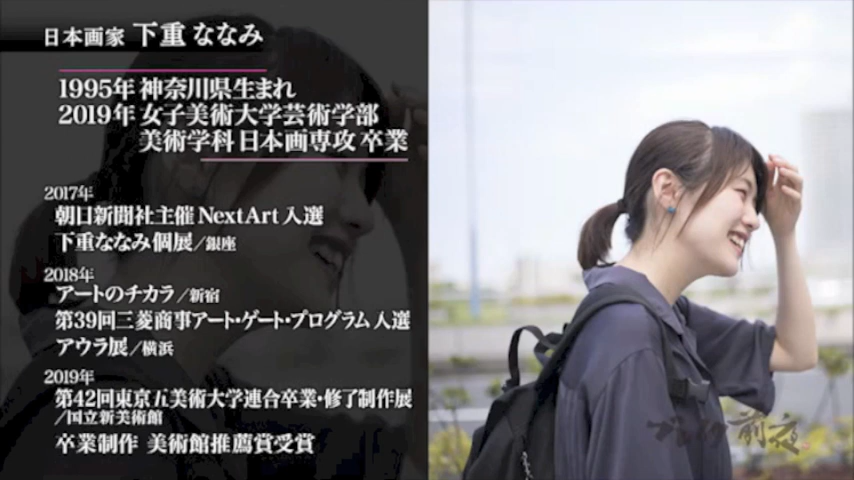 日本画家 下重 ななみ
1995年 神奈川県生まれ
2019年 女子美術大学芸術学部
美術学科 日本画専攻 卒業
2017年
朝日新聞社主催 NextArt 入選
下重ななみ 個展/銀座
2018年
アートのチカラ/新宿
第39回三菱商事アート・ゲート・プログラム 入選
アウラ展/横浜
2019年
第42回東京五美術大学連合卒業・修了制作展
/国立新美術館
卒業制作 美術館推薦賞受賞
ブレイク前夜